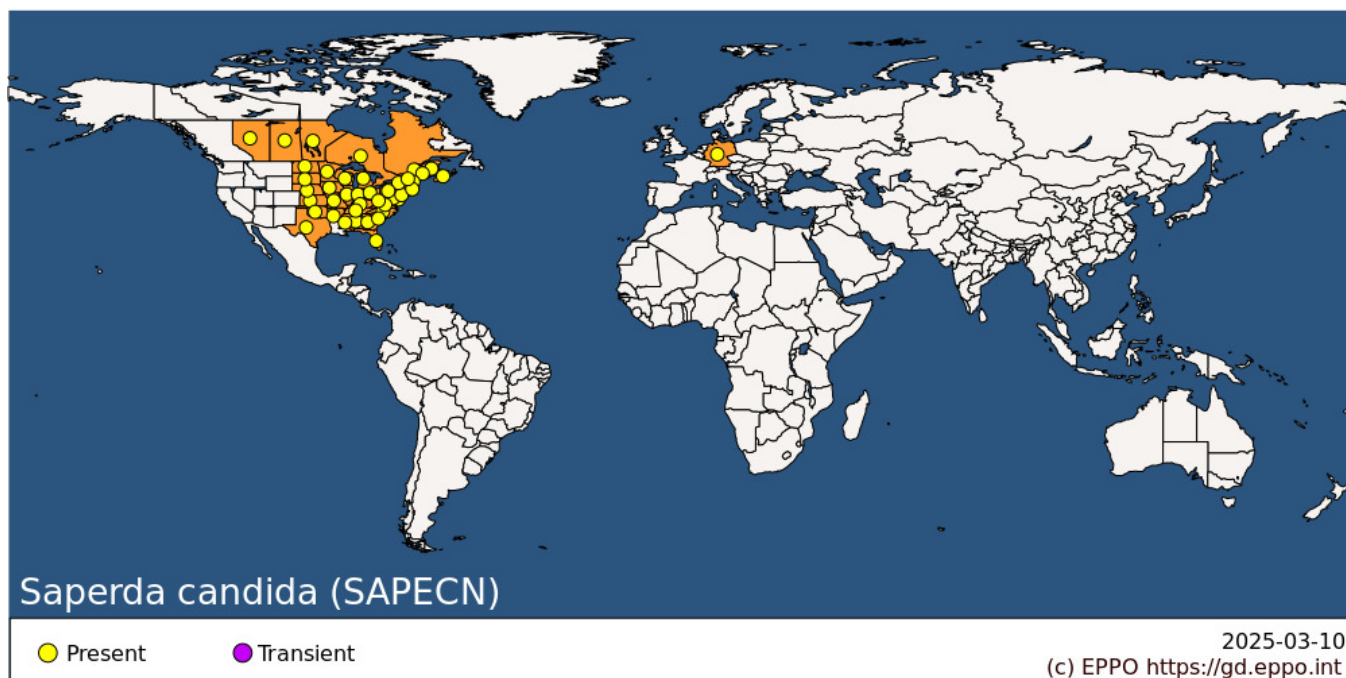 Saperda candida (SAPECN)
Present
Transient
2025-03-10
(c) EPPO https://gd.eppo.int